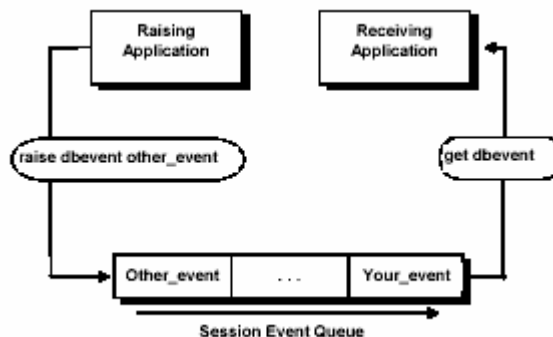 Raising
Application
Receiving
Application
raise dbevent other_event
get dbevent
Other_event
. . .
Your_event
Session Event Queue